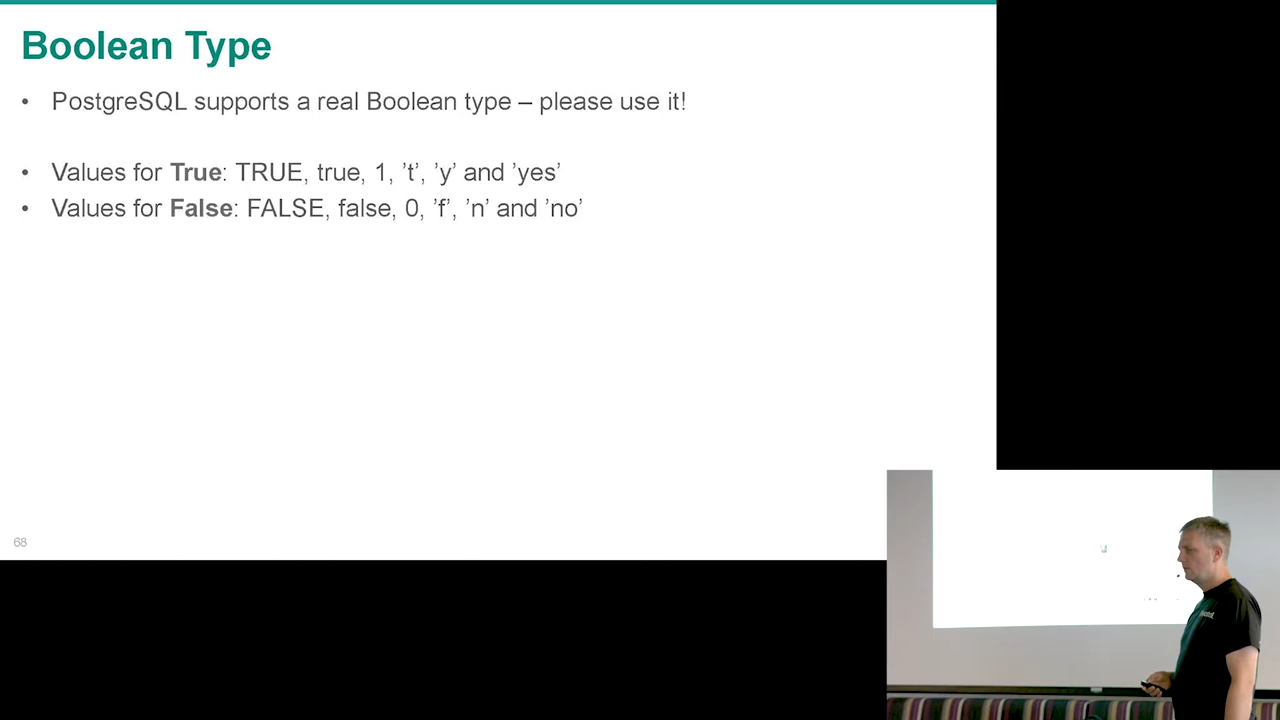 Boolean Type
• PostgreSQL supports a real Boolean type – please use it!
• Values for True: TRUE, true, 1, ’t’, ’y’ and ’yes’
• Values for False: FALSE, false, 0, ’f’, ’n’ and ’no’
68